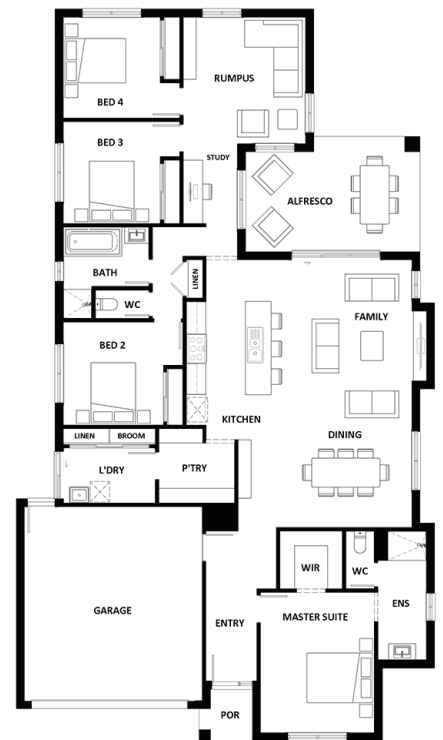 RUMPUS
BED 4
BED 3
STUDY
ALFRESCO
BATH
LINEN
WC
FAMILY
BED 2
KITCHEN
DINING
LINEN
BROOM
L'DRY
P'TRY
WIR
WC
ENS
GARAGE
ENTRY
MASTER SUITE
POR